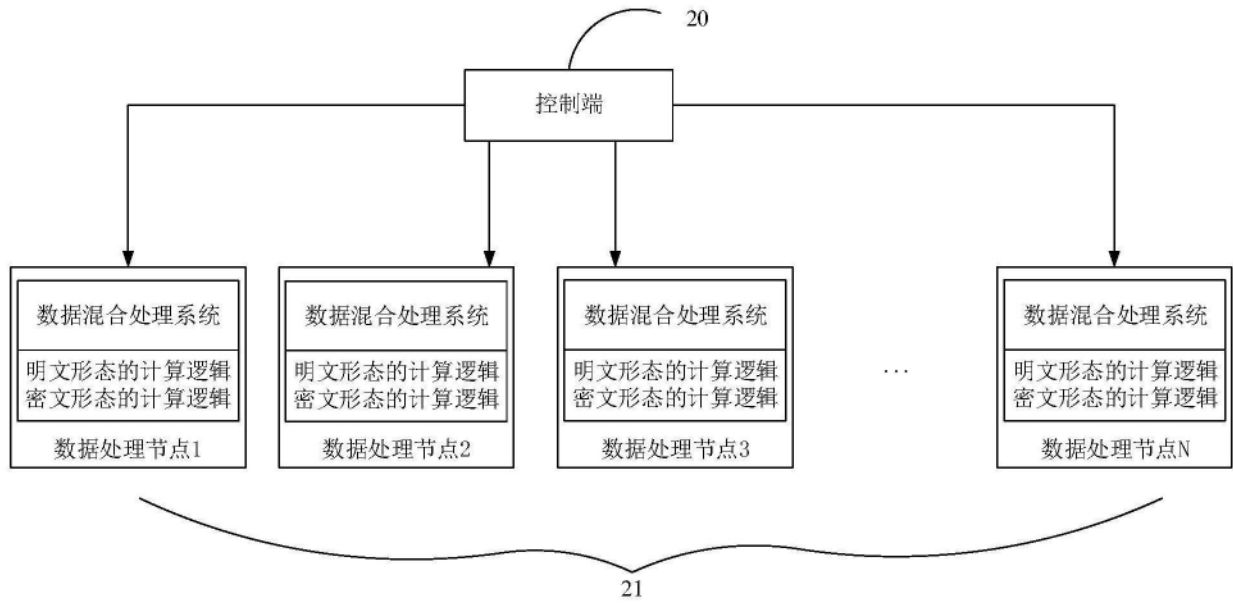 20
控制端
数据混合处理系统
明文形态的计算逻辑
密文形态的计算逻辑
数据处理节点1
数据混合处理系统
明文形态的计算逻辑
密文形态的计算逻辑
数据处理节点2
数据混合处理系统
明文形态的计算逻辑
密文形态的计算逻辑
数据处理节点3
...
数据混合处理系统
明文形态的计算逻辑
密文形态的计算逻辑
数据处理节点N
21